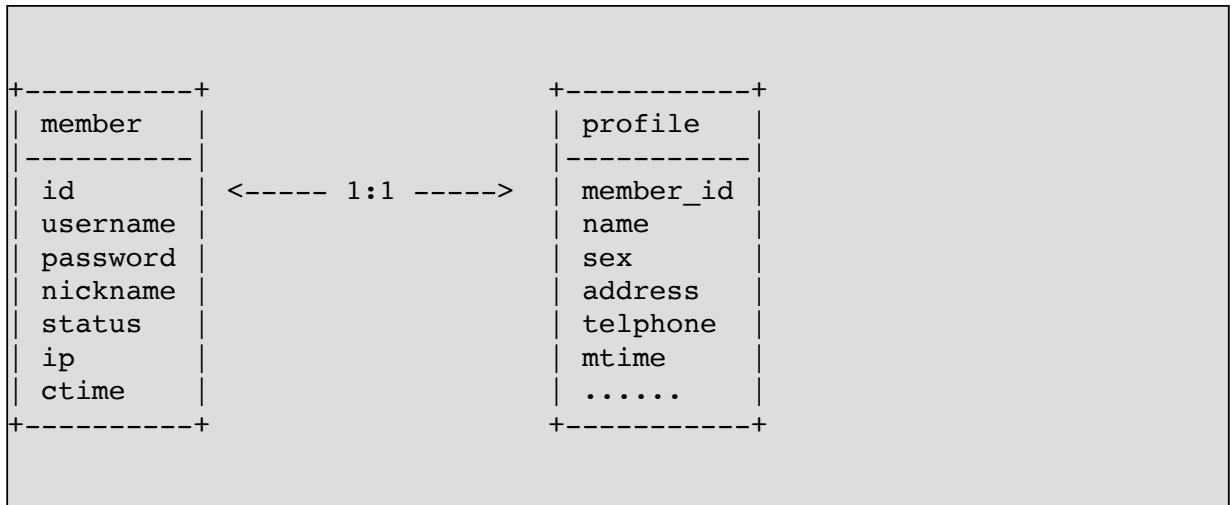 +----------+                    +-----------+
| member   |                    | profile   |
|----------|                    |-----------|
| id       | <----- 1:1 ----->  | member_id |
| username |                    | name      |
| password |                    | sex       |
| nickname |                    | address   |
| status   |                    | telphone  |
| ip       |                    | mtime     |
| ctime    |                    | ......    |
+----------+                    +-----------+